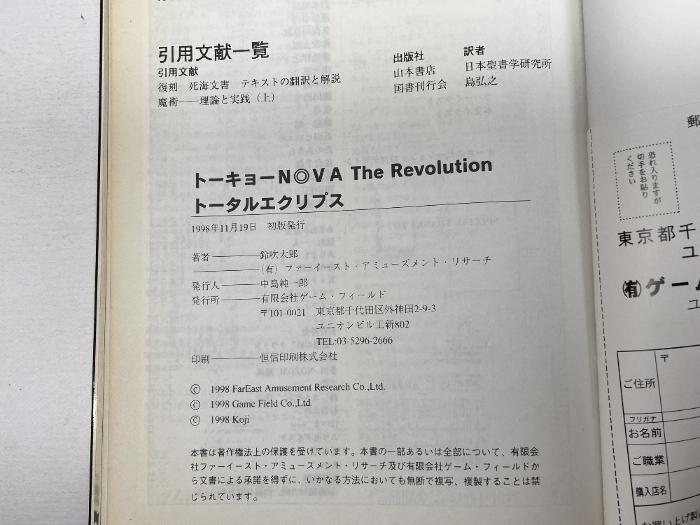 引用文献一覧
引用文献 出版社 訳者
復刻 死海文書 テキストの翻訳と解説 山本書店 日本聖書学研究所
魔術──理論と実践（上） 国書刊行会 島弘之
トーキョーN◎VA The Revolution
トータルエクリプス
1998年11月19日 初版発行
著者 鈴吹太郎
（有）ファーイースト・アミューズメント・リサーチ
発行人 中島純一郎
発行所 有限会社ゲーム・フィールド
〒101-0021 東京都千代田区外神田2-9-3
ユニオンビル工新802
TEL:03-5296-2666
印刷 恒信印刷株式会社
© 1998 FarEast Amusement Research Co.,Ltd.
© 1998 Game Field Co.,Ltd.
© 1998 Koji
本書は著作権法上の保護を受けています。本書の一部あるいは全部について、有限会
社ファーイースト・アミューズメント・リサーチ及び有限会社ゲーム・フィールドか
ら文書による承諾を得ずに、いかなる方法においても無断で複写、複製することは禁
じられています。
郵
恐れ入りますが
切手をお貼り
ください
東京都千
ユ
㈲ゲーム
ユ
〒
ご住所
フリガナ
お名前
ご職業
購入店名